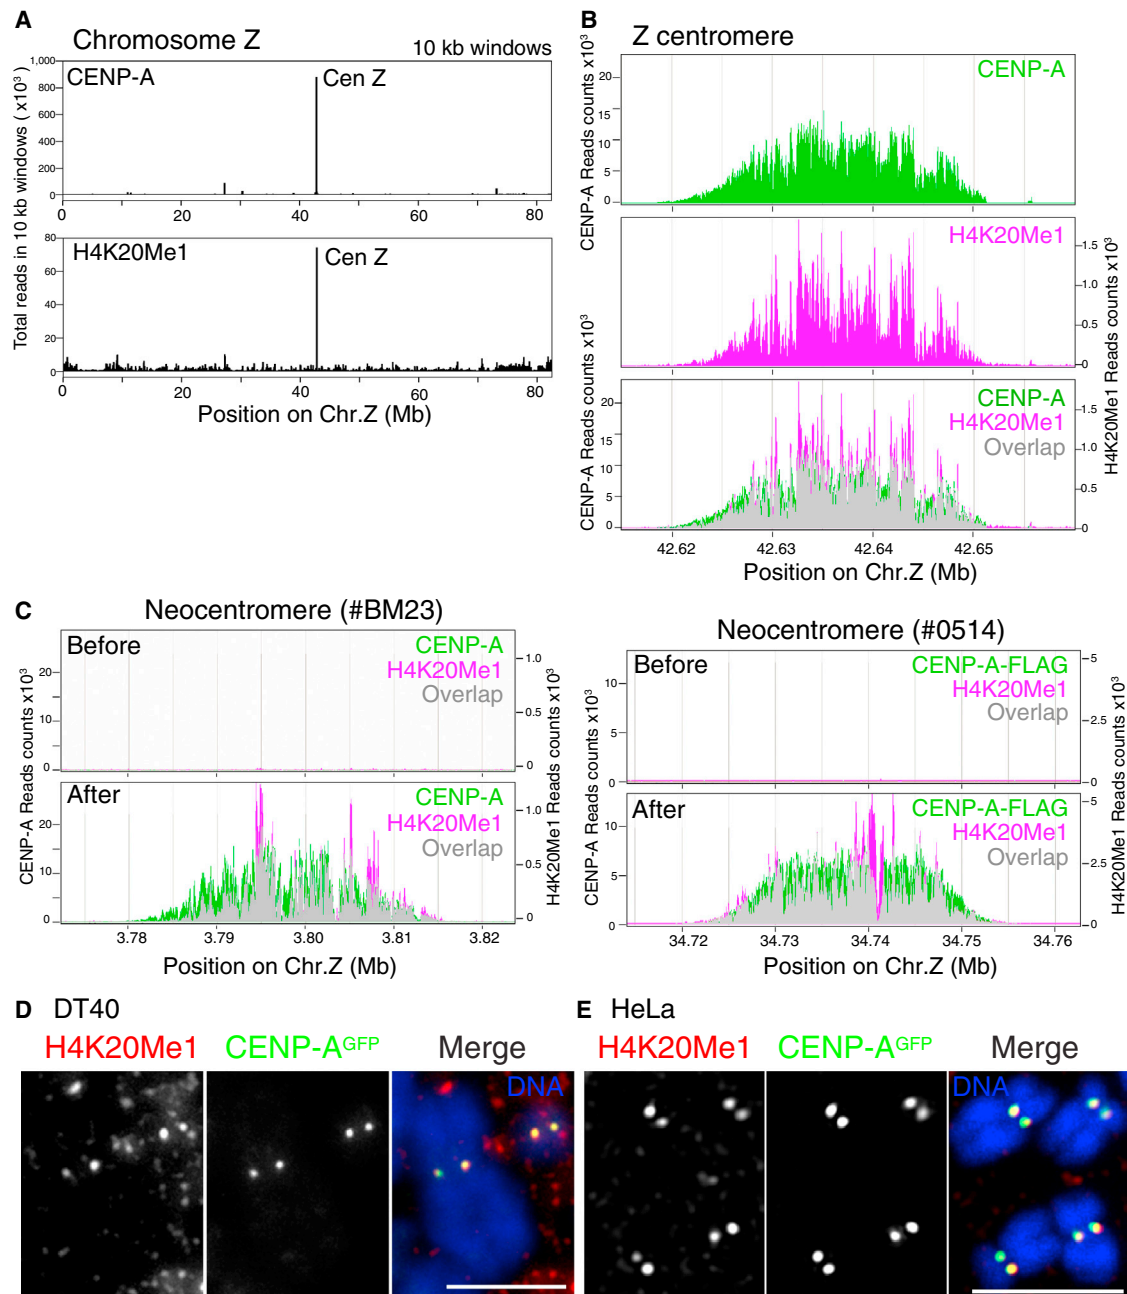 A
Chromosome Z
10 kb windows
Total reads in 10 kb windows ( x10³ )
1,000
800
600
400
200
0
CENP-A
Cen Z
0 20 40 60 80
80
60
40
20
0
H4K20Me1
Cen Z
0 20 40 60 80
Position on Chr.Z (Mb)
B
Z centromere
CENP-A Reads counts x10³
20
15
10
5
0
CENP-A
H4K20Me1
1.5
1.0
0.5
0
H4K20Me1 Reads counts x10³
CENP-A Reads counts x10³
20
15
10
5
0
CENP-A
H4K20Me1
Overlap
1.5
1.0
0.5
0
42.62 42.63 42.64 42.65
Position on Chr.Z (Mb)
C
Neocentromere (#BM23)
Before
CENP-A
H4K20Me1
Overlap
20
10
0
1.0
0.5
0
After
CENP-A
H4K20Me1
Overlap
20
10
0
1.0
0.5
0
CENP-A Reads counts x10³
H4K20Me1 Reads counts x10³
3.78 3.79 3.80 3.81 3.82
Position on Chr.Z (Mb)
Neocentromere (#0514)
Before
CENP-A-FLAG
H4K20Me1
Overlap
10
5
0
5
2.5
0
After
CENP-A-FLAG
H4K20Me1
Overlap
10
5
0
5
2.5
0
CENP-A Reads counts x10³
H4K20Me1 Reads counts x10³
34.72 34.73 34.74 34.75 34.76
Position on Chr.Z (Mb)
D DT40
H4K20Me1 CENP-A^GFP Merge
DNA
E HeLa
H4K20Me1 CENP-A^GFP Merge
DNA